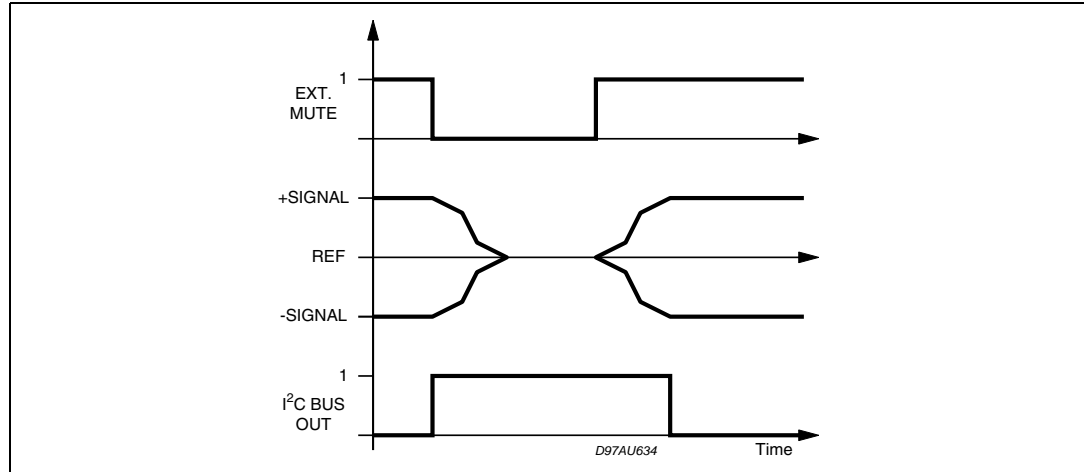 1
EXT.
MUTE
+SIGNAL
REF
-SIGNAL
1
I²C BUS
OUT
D97AU634
Time